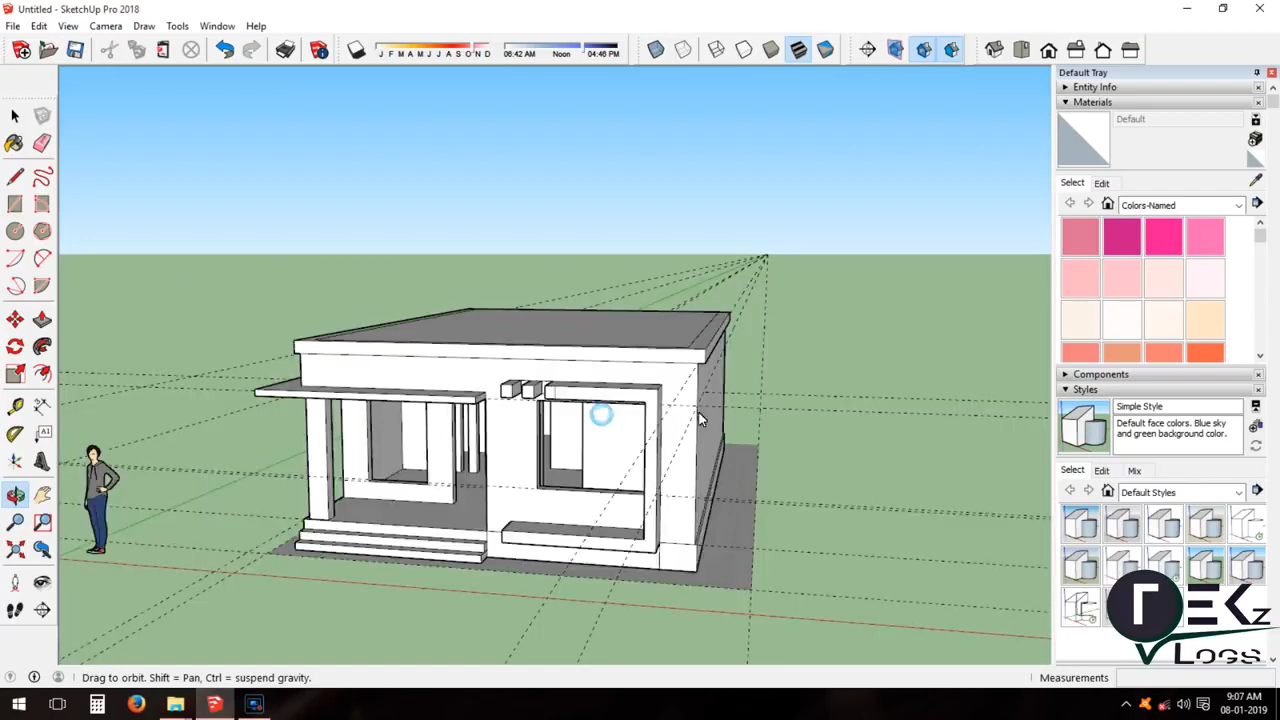 Untitled - SketchUp Pro 2018
File Edit View Camera Draw Tools Window Help
J F M A M J J A S O N D 06:42 AM Noon 04:46 PM
Default Tray
Entity Info
Materials
Default
Select Edit
Colors-Named
Components
Styles
Simple Style
Default face colors. Blue sky and green background color.
Select Edit Mix
Default Styles
TEKz
VLogs
Drag to orbit. Shift = Pan, Ctrl = suspend gravity.
Measurements
9:07 AM
08-01-2019